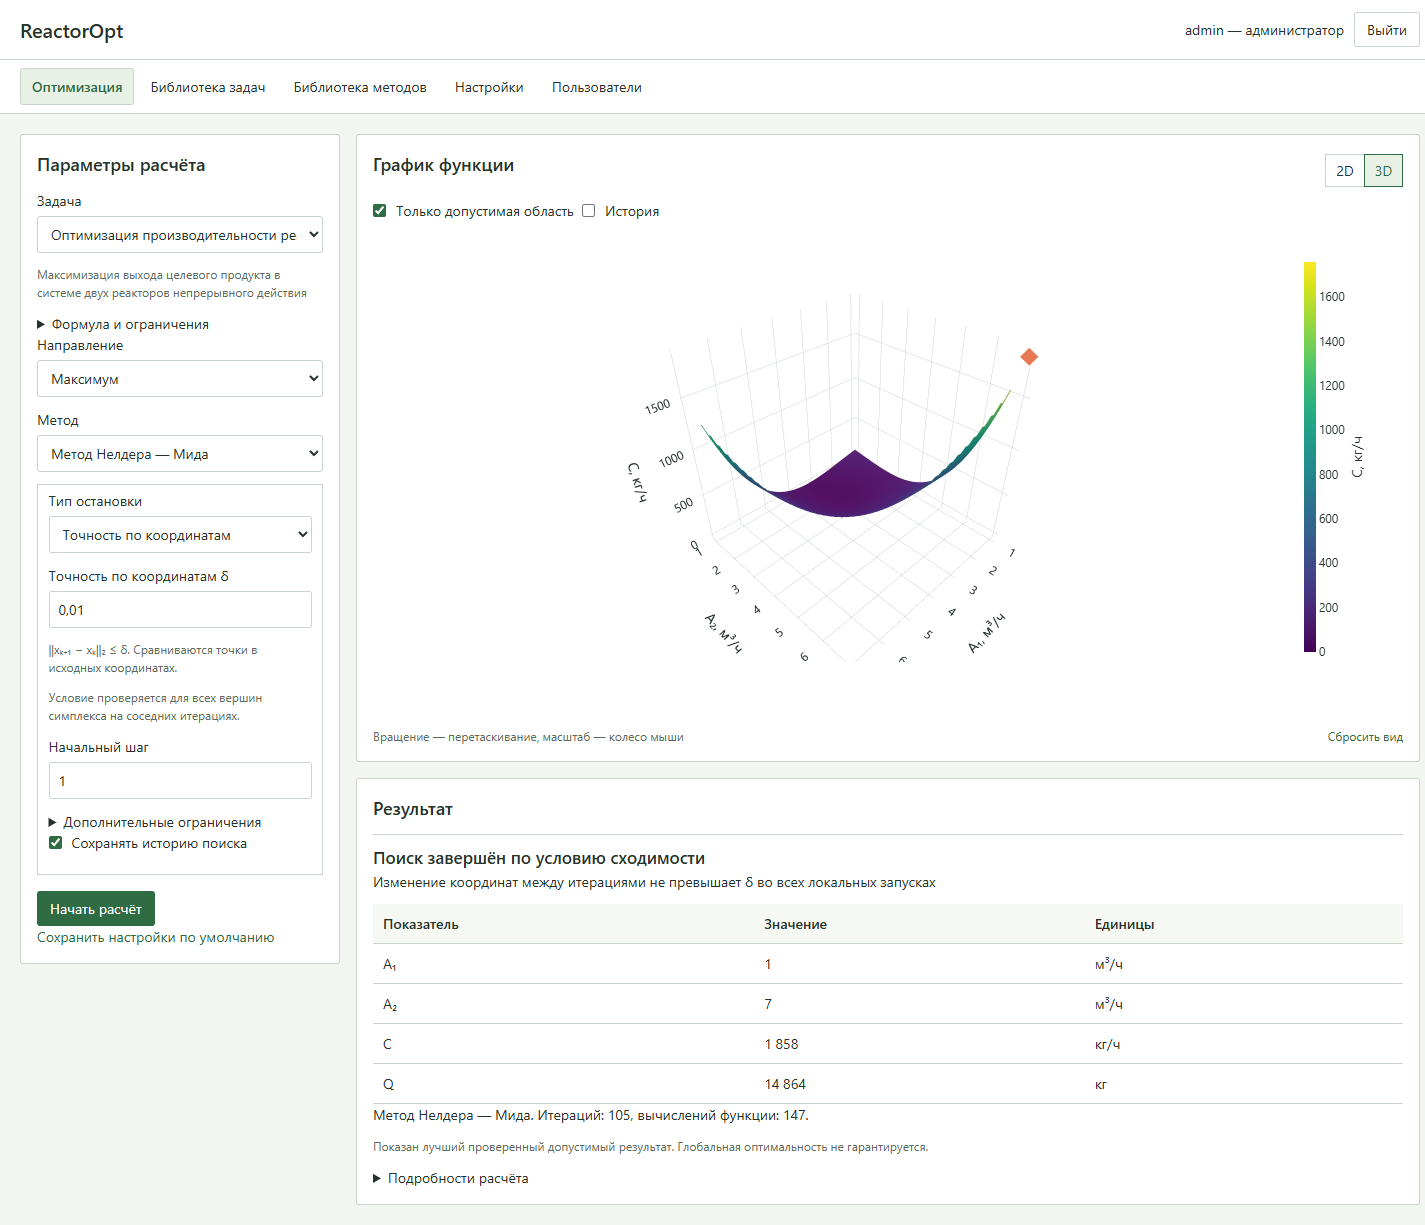 ReactorOpt
admin — администратор
Выйти
Оптимизация
Библиотека задач
Библиотека методов
Настройки
Пользователи
Параметры расчёта
Задача
Оптимизация производительности ре
Максимизация выхода целевого продукта в
системе двух реакторов непрерывного действия
Формула и ограничения
Направление
Максимум
Метод
Метод Нелдера — Мида
Тип остановки
Точность по координатам
Точность по координатам δ
0,01
‖xₖ₊₁ − xₖ‖₂ ≤ δ. Сравниваются точки в
исходных координатах.
Условие проверяется для всех вершин
симплекса на соседних итерациях.
Начальный шаг
1
Дополнительные ограничения
Сохранять историю поиска
Начать расчёт
Сохранить настройки по умолчанию
График функции
2D
3D
Только допустимая область
История
1500
1000
500
0
C, кг/ч
1
2
3
4
5
6
A₂, м³/ч
1
2
3
4
5
6
A₁, м³/ч
1600
1400
1200
1000
800
600
400
200
0
C, кг/ч
Вращение — перетаскивание, масштаб — колесо мыши
Сбросить вид
Результат
Поиск завершён по условию сходимости
Изменение координат между итерациями не превышает δ во всех локальных запусках
Показатель Значение Единицы
A₁ 1 м³/ч
A₂ 7 м³/ч
C 1 858 кг/ч
Q 14 864 кг
Метод Нелдера — Мида. Итераций: 105, вычислений функции: 147.
Показан лучший проверенный допустимый результат. Глобальная оптимальность не гарантируется.
Подробности расчёта